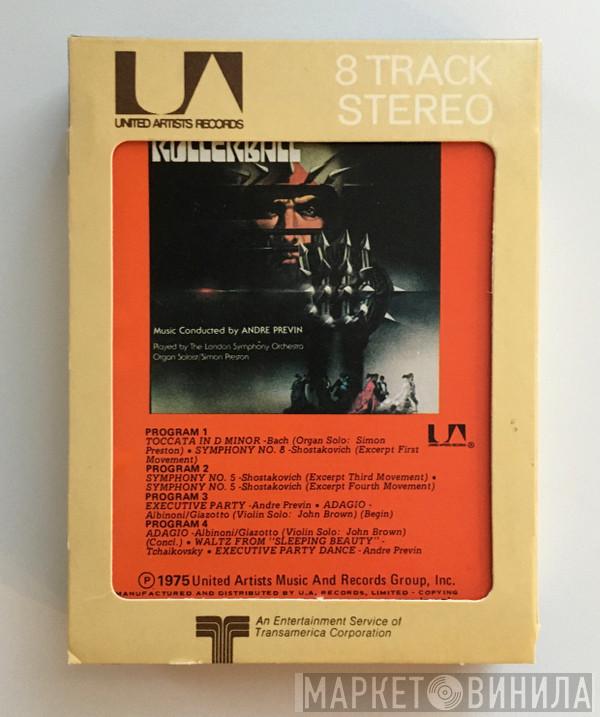 UNITED ARTISTS RECORDS
8 TRACK
STEREO
ROLLERBALL
Music Conducted by ANDRE PREVIN
Played by The London Symphony Orchestra
Organ Soloist/Simon Preston
PROGRAM 1
TOCCATA IN D MINOR -Bach (Organ Solo: Simon
Preston) • SYMPHONY NO. 8 -Shostakovich (Excerpt First
Movement)
PROGRAM 2
SYMPHONY NO. 5 -Shostakovich (Excerpt Third Movement) •
SYMPHONY NO. 5 -Shostakovich (Excerpt Fourth Movement)
PROGRAM 3
EXECUTIVE PARTY -Andre Previn • ADAGIO -
Albinoni/Giazotto (Violin Solo: John Brown) (Begin)
PROGRAM 4
ADAGIO -Albinoni/Giazotto (Violin Solo: John Brown)
(Concl.) • WALTZ FROM "SLEEPING BEAUTY" -
Tchaikovsky • EXECUTIVE PARTY DANCE - Andre Previn
UA
UNITED ARTISTS RECORDS ®
Ⓟ 1975 United Artists Music And Records Group, Inc.
MANUFACTURED AND DISTRIBUTED BY U.A. RECORDS, LIMITED - COPYING
An Entertainment Service of
Transamerica Corporation
МАРКЕТ ВИНИЛА